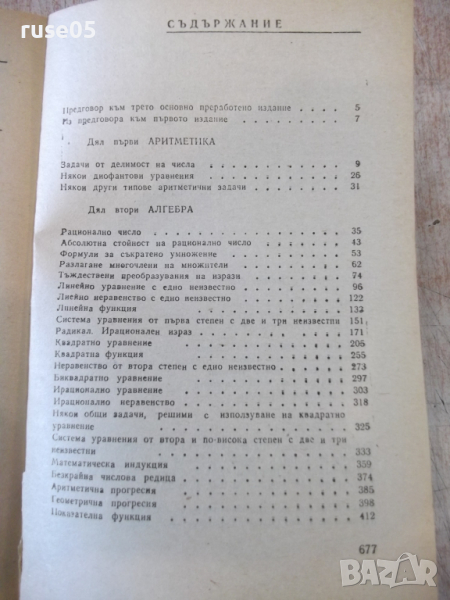 ruse05
СЪДЪРЖАНИЕ
Предговор към трето основно преработено издание . . . . 5
Из предговора към първото издание . . . . . . . 7
Дял първи АРИТМЕТИКА
Задачи от делимост на числа . . . . . . . . . 9
Някои диофантови уравнения . . . . . . . . . 26
Някои други типове аритметични задачи . . . . . . 31
Дял втори АЛГЕБРА
Рационално число . . . . . . . . . . . . 35
Абсолютна стойност на рационално число . . . . . . 43
Формули за съкратено умножение . . . . . . . . 53
Разлагане многочлени на множители . . . . . . . 62
Тъждествени преобразувания на изрази . . . . . . 74
Линейно уравнение с едно неизвестно . . . . . . . 96
Лнейно неравенство с едно неизвестно . . . . . . . 122
Линейна функция . . . . . . . . . . . . 132
Система уравнения от първа степен с две и три неизвестни 151
Радикал. Ирационален израз . . . . . . . . . 171
Квадратно уравнение . . . . . . . . . . . 206
Квадратна функция . . . . . . . . . . . 255
Неравенство от втора степен с едно неизвестно . . . . . 273
Биквадратно уравнение . . . . . . . . . . 297
Ирационално уравнение . . . . . . . . . . 303
Ирационално неравенство . . . . . . . . . . 318
Някои общи задачи, решими с използуване на квадратно
уравнение . . . . . . . . . . . . . . 325
Система уравнения от втора и по-висока степен с две и три
неизвестни . . . . . . . . . . . . . . 333
Математическа индукция . . . . . . . . . . 359
Безкрайна числова редица . . . . . . . . . . 374
Аритметична прогресия . . . . . . . . . . 385
Геометрична прогресия . . . . . . . . . . 398
Показателна функция . . . . . . . . . . . 412
677
BAZAR
bg